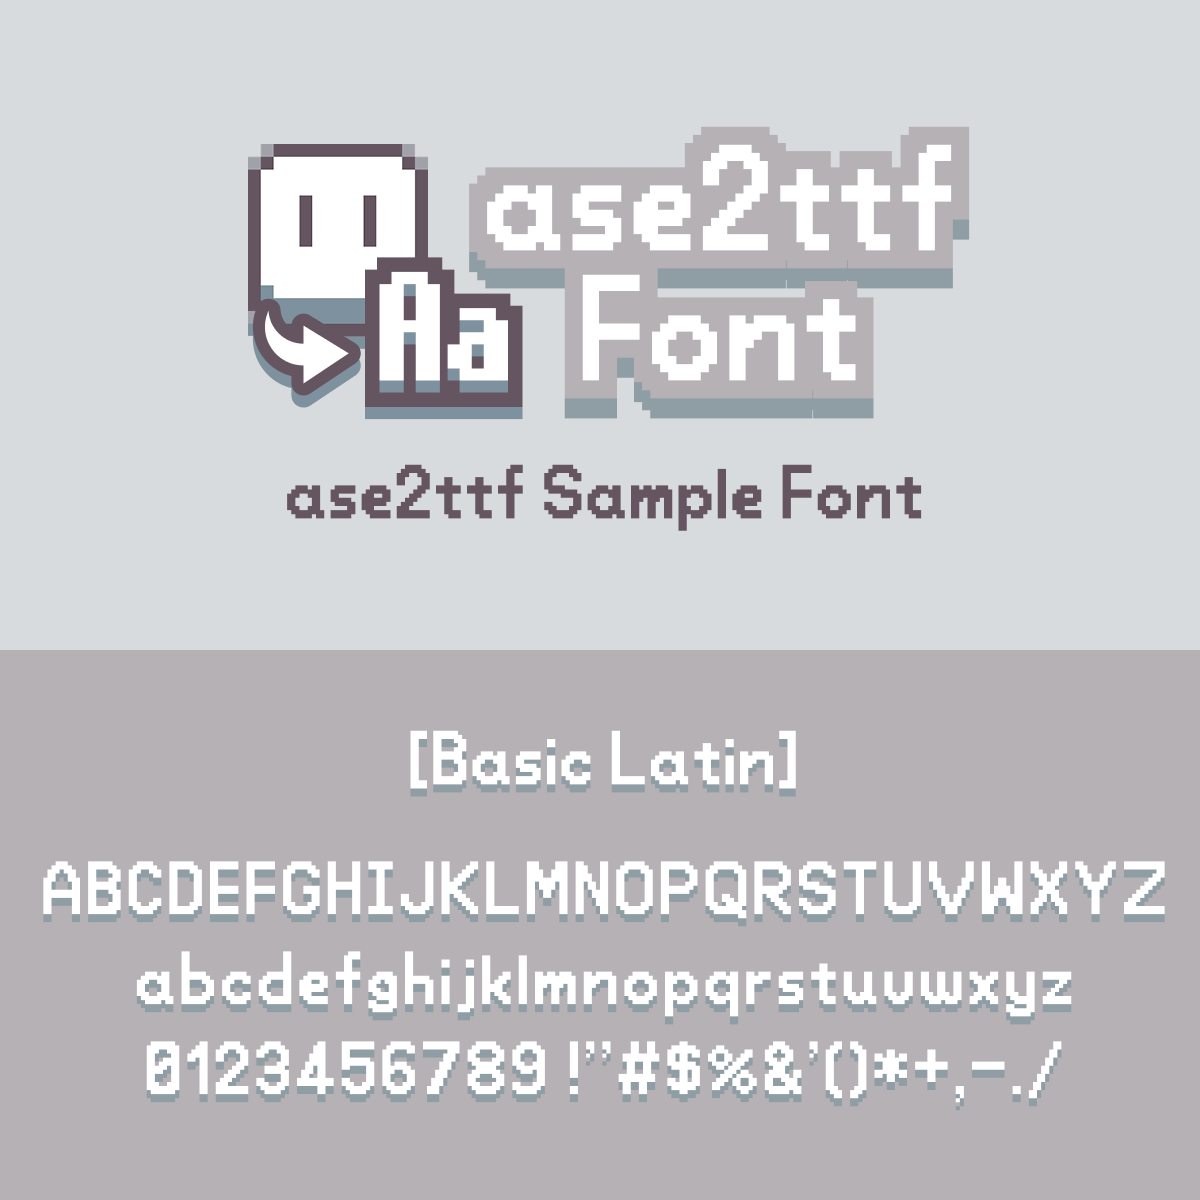 ase2ttf
Aa
Font
ase2ttf Sample Font
[Basic Latin]
ABCDEFGHIJKLMNOPQRSTUVWXYZ
abcdefghijklmnopqrstuvwxyz
0123456789 !”#$%&’()*+,-./